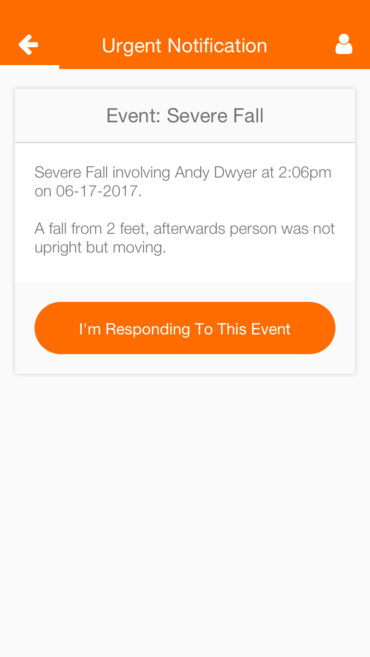 Urgent Notification
Event: Severe Fall
Severe Fall involving Andy Dwyer at 2:06pm
on 06-17-2017.
A fall from 2 feet, afterwards person was not
upright but moving.
I'm Responding To This Event